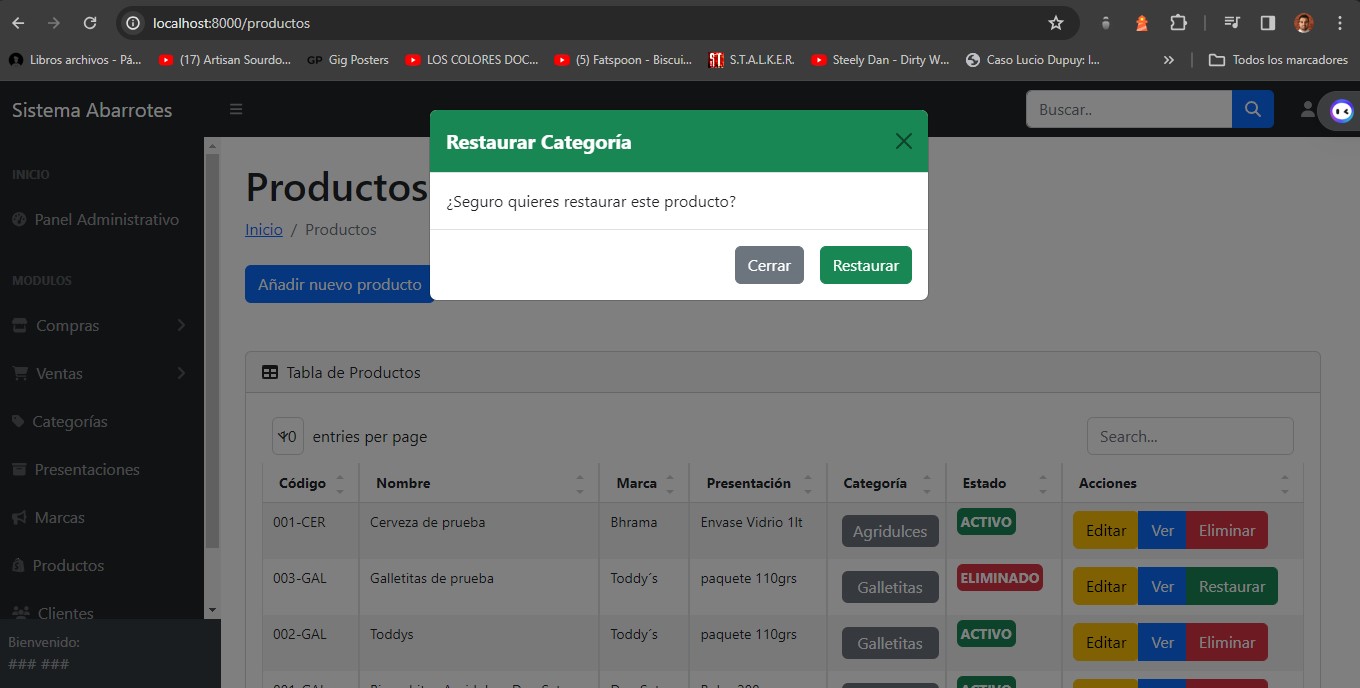 localhost:8000/productos
Libros archivos - Pá...
(17) Artisan Sourdo...
GP Gig Posters
LOS COLORES DOC...
(5) Fatspoon - Biscui...
S.T.A.L.K.E.R.
Steely Dan - Dirty W...
Caso Lucio Dupuy: l...
»
Todos los marcadores
Sistema Abarrotes
Buscar..
INICIO
Panel Administrativo
MODULOS
Compras
Ventas
Categorías
Presentaciones
Marcas
Productos
Clientes
Bienvenido:
### ###
Restaurar Categoría
¿Seguro quieres restaurar este producto?
Cerrar Restaurar
Productos
Inicio / Productos
Añadir nuevo producto
Tabla de Productos
10 entries per page
Search...
Código Nombre Marca Presentación Categoría Estado Acciones
001-CER Cerveza de prueba Bhrama Envase Vidrio 1lt Agridulces ACTIVO Editar Ver Eliminar
003-GAL Galletitas de prueba Toddy´s paquete 110grs Galletitas ELIMINADO Editar Ver Restaurar
002-GAL Toddys Toddy´s paquete 110grs Galletitas ACTIVO Editar Ver Eliminar